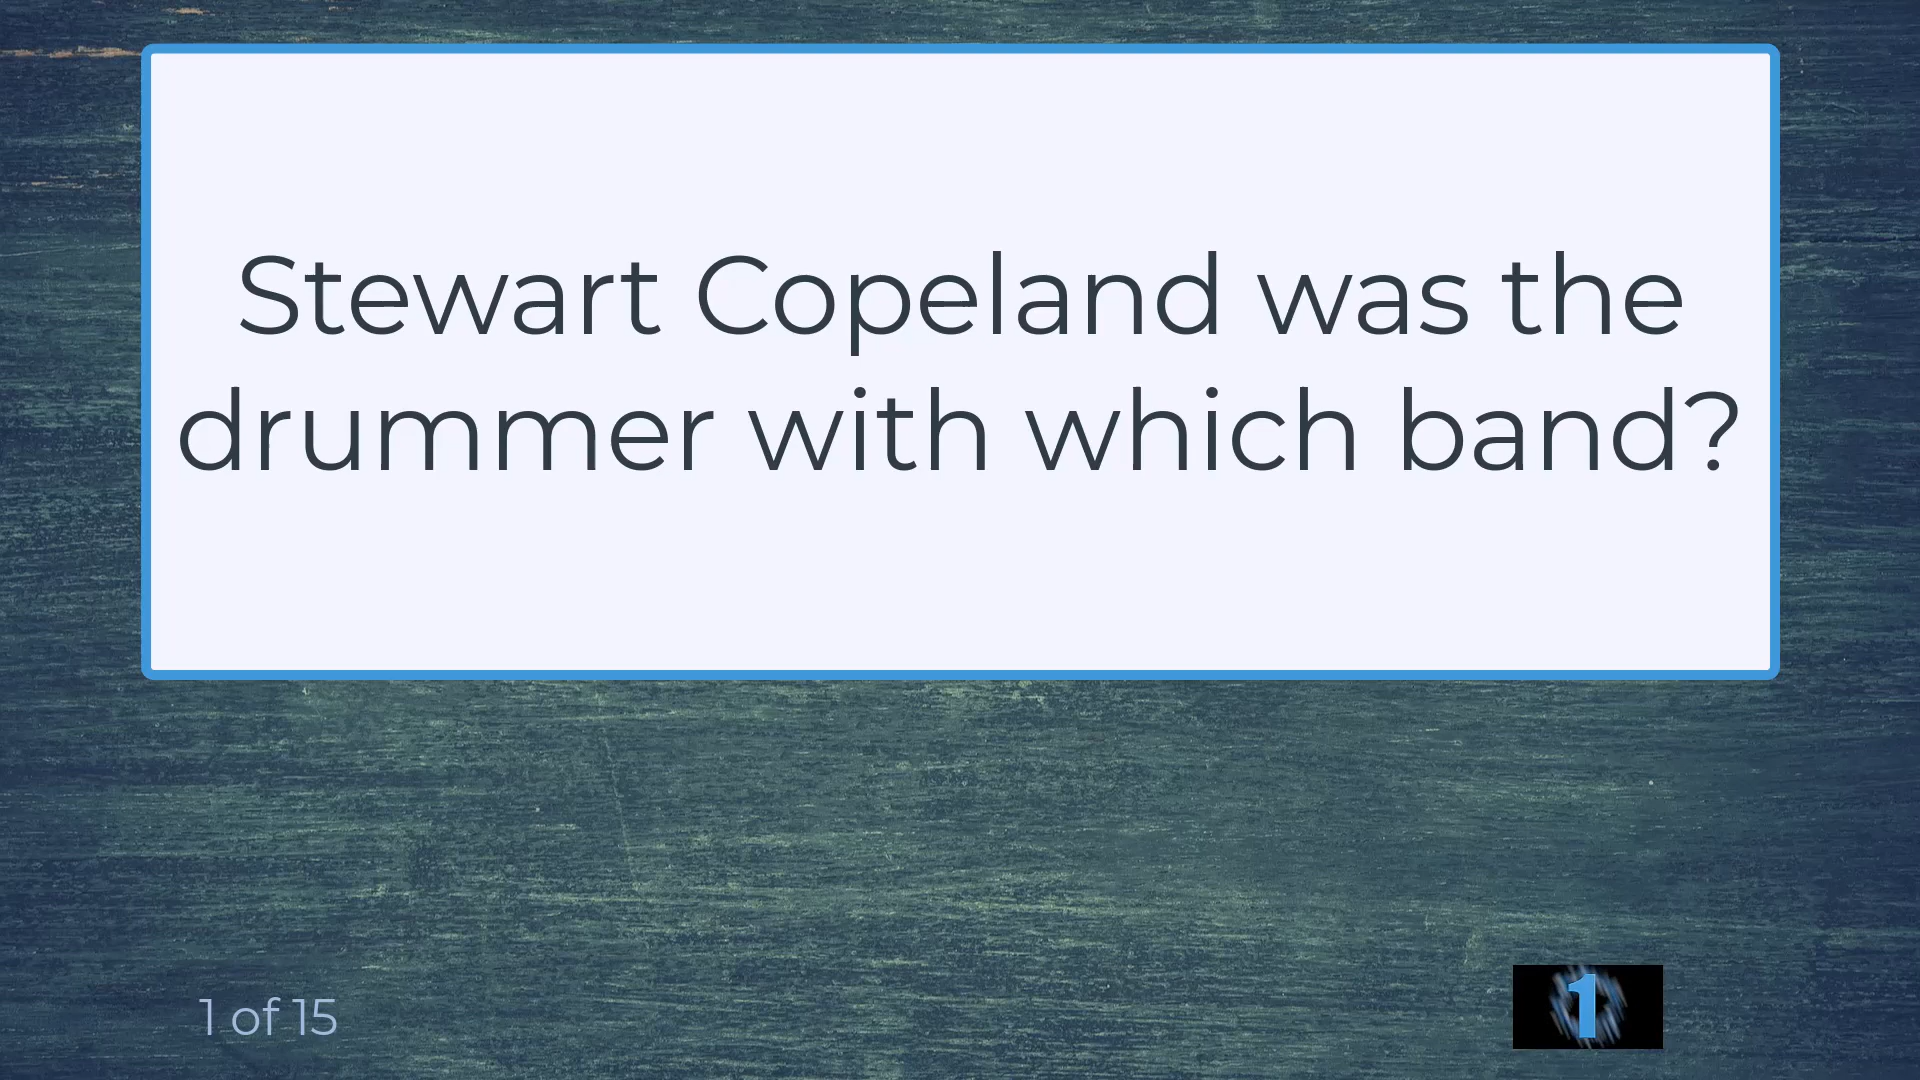 Stewart Copeland was the
drummer with which band?
1 of 15
1